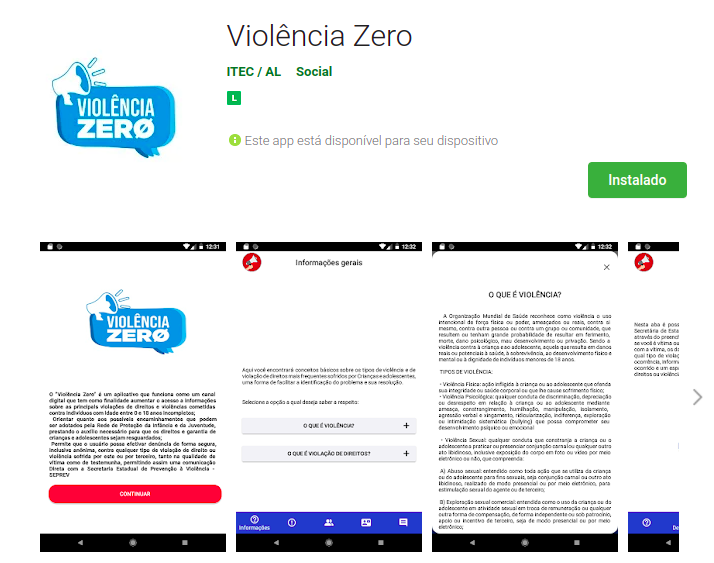 Violência Zero
ITEC / AL Social
L
Este app está disponível para seu dispositivo
Instalado
VIOLÊNCIA
ZERØ
12:31
VIOLÊNCIA
ZERØ
O "Violência Zero" é um aplicativo que funciona como um canal
digital que tem como finalidade aumentar o acesso a informações
sobre as principais violações de direitos e violências cometidas
contra indivíduos com idade entre 0 e 18 anos incompletos;
Orientar quanto aos possíveis encaminhamentos que podem
ser adotados pela Rede de Proteção da Infância e da Juventude,
prestando o auxílio necessário para que os direitos e garantia de
crianças e adolescentes sejam resguardados;
Permite que o usuário possa efetivar denúncia de forma segura,
inclusive anônima, contra qualquer tipo de violação de direito ou
violência sofrida por este ou por terceiro, tanto na qualidade de
vítima como de testemunha, permitindo assim uma comunicação
Direta com a Secretaria Estadual de Prevenção à Violência -
SEPREV
CONTINUAR
12:32
Informações gerais
Aqui você encontrará conceitos básicos sobre os tipos de violência e de
violação de direitos mais frequentes sofridos por Crianças e adolescentes,
uma forma de facilitar a identificação do problema e sua resolução.
Selecione a opção a qual deseja saber a respeito:
O QUE É VIOLÊNCIA? +
O QUE É VIOLAÇÃO DE DIREITOS? +
Informações
12:32
O QUE É VIOLÊNCIA?
A Organização Mundial de Saúde reconhece como violência o uso
intencional de força física ou poder, ameaçados ou reais, contra si
mesmo, contra outra pessoa ou contra um grupo ou comunidade, que
resultem ou tenham grande probabilidade de resultar em ferimento,
morte, dano psicológico, mau desenvolvimento ou privação. Sendo a
violência contra à criança e ao adolescente, aquela que resulta em danos
reais ou potenciais à saúde, à sobrevivência, ao desenvolvimento físico e
mental ou à dignidade de indivíduos menores de 18 anos.
TIPOS DE VIOLÊNCIA:
- Violência Física: ação infligida à criança ou ao adolescente que ofenda
sua integridade ou saúde corporal ou que lhe cause sofrimento físico;
- Violência Psicológica: qualquer conduta de discriminação, depreciação
ou desrespeito em relação à criança ou ao adolescente mediante
ameaça, constrangimento, humilhação, manipulação, isolamento,
agressão verbal e xingamento, ridicularização, indiferença, exploração
ou intimidação sistemática (bullying) que possa comprometer seu
desenvolvimento psíquico ou emocional
- Violência Sexual: qualquer conduta que constranja a criança ou o
adolescente a praticar ou presenciar conjunção carnal ou qualquer outro
ato libidinoso, inclusive exposição do corpo em foto ou vídeo por meio
eletrônico ou não, que compreenda:
A) Abuso sexual: entendido como toda ação que se utiliza da criança
ou do adolescente para fins sexuais, seja conjunção carnal ou outro ato
libidinoso, realizado de modo presencial ou por meio eletrônico, para
estimulação sexual do agente ou de terceiro;
B) Exploração sexual comercial: entendida como o uso da criança ou do
adolescente em atividade sexual em troca de remuneração ou qualquer
outra forma de compensação, de forma independente ou sob patrocínio,
apoio ou incentivo de terceiro, seja de modo presencial ou por meio
eletrônico;
Nesta aba é poss
Secretária de Estad
através do preench
se você é vítima ou
com a vítima, os d
qual tipo de violaç
ocorrência, inform
ocorrido e um espa
direitos ou violênci
De